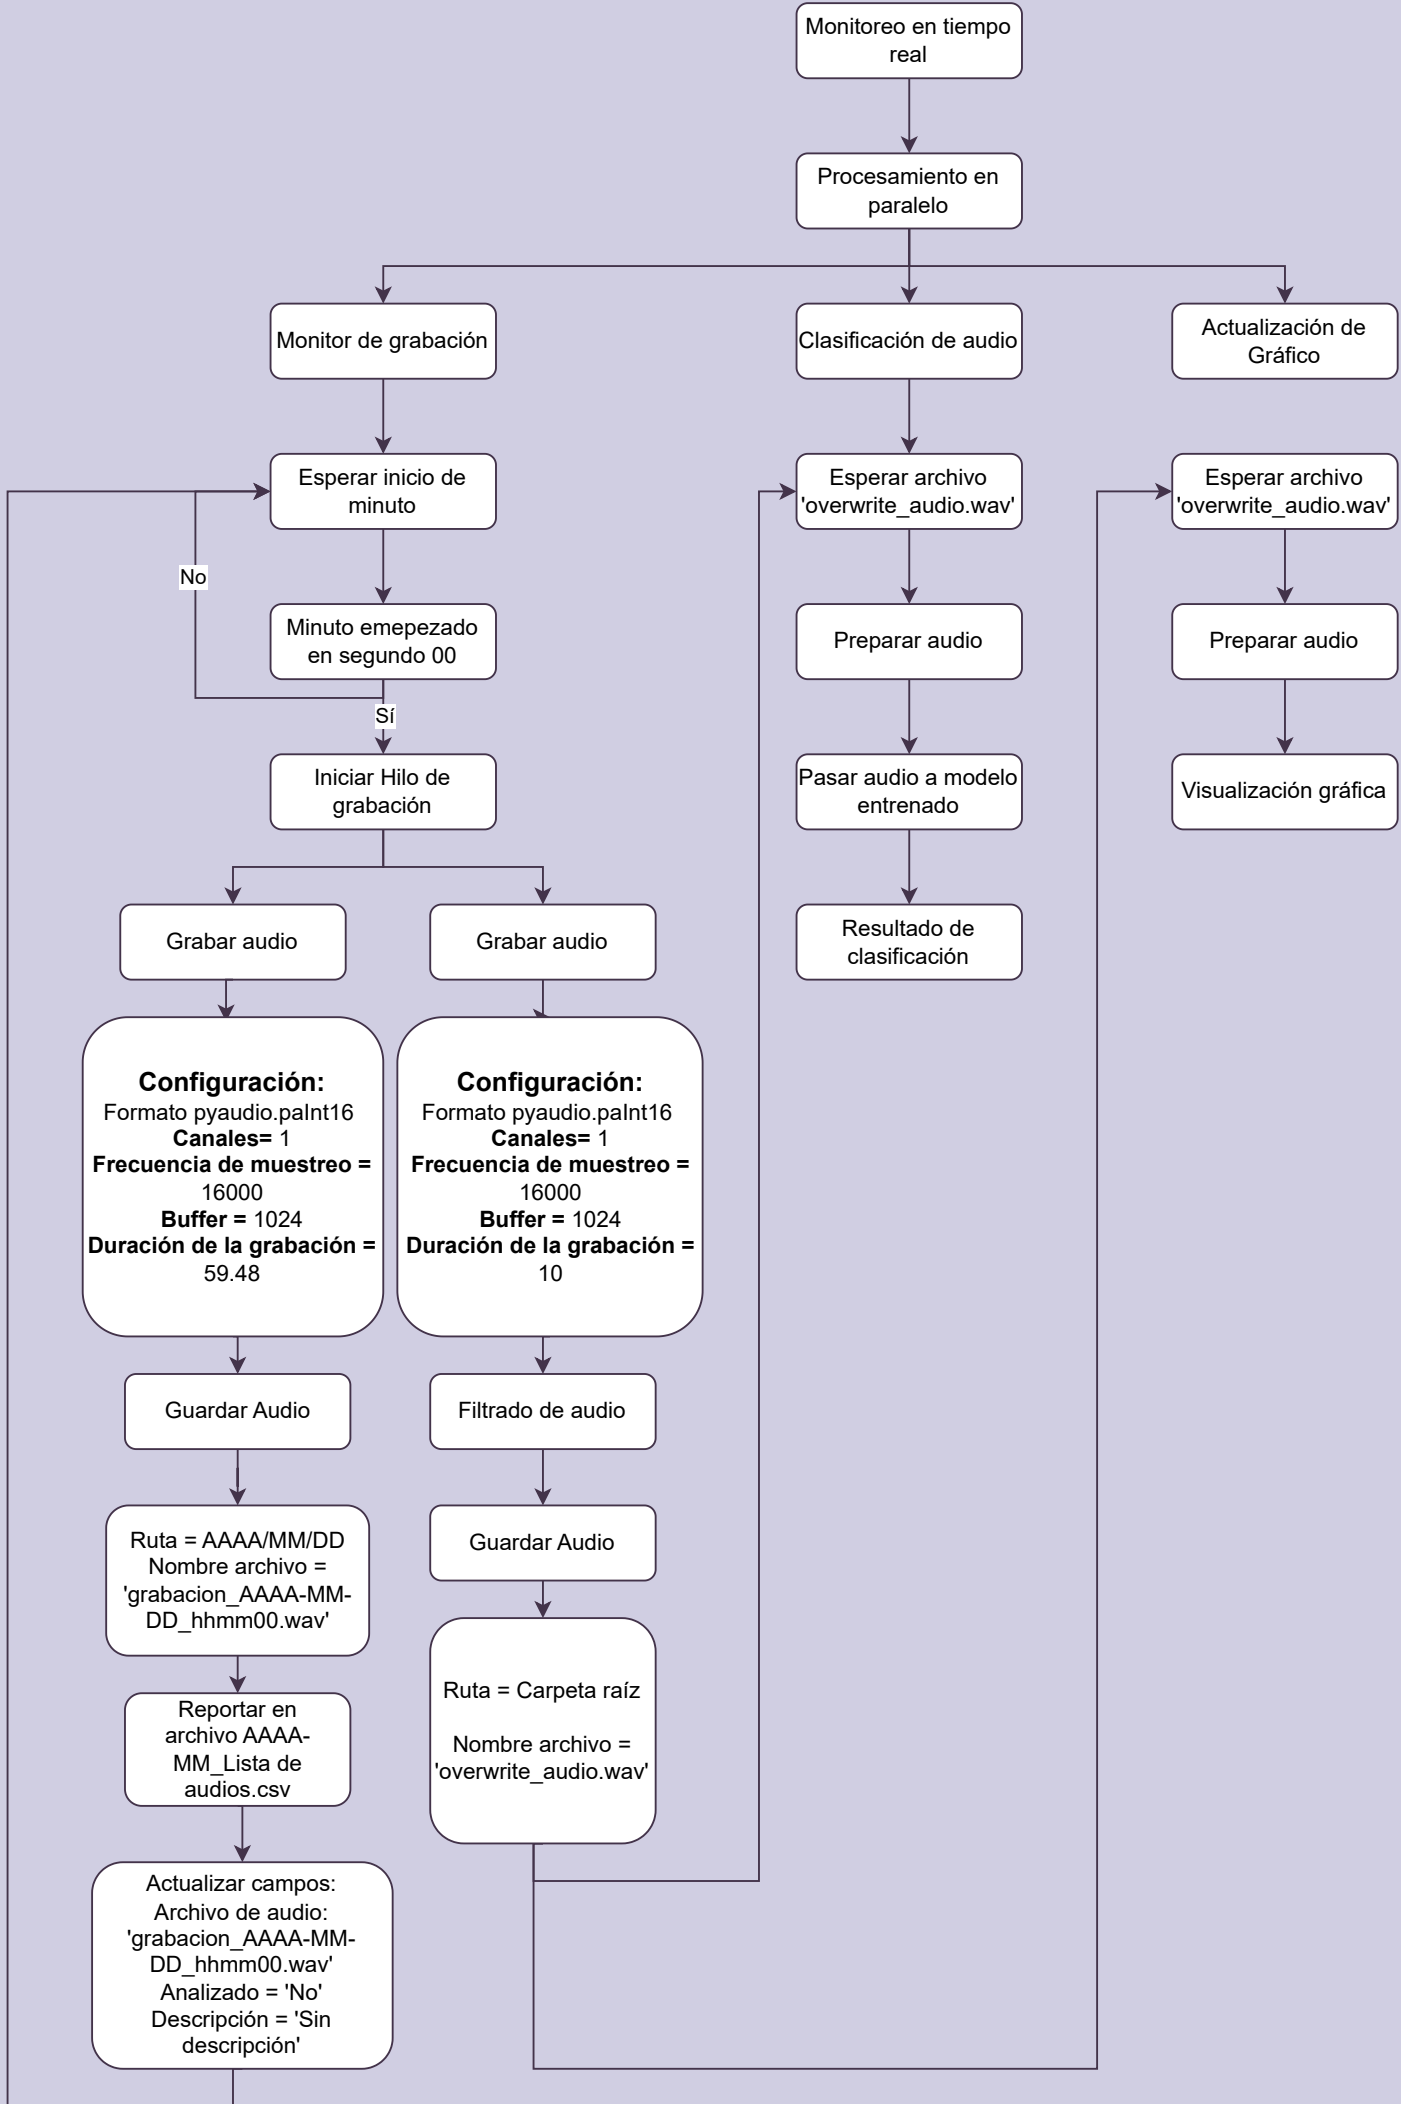 Monitoreo en tiempo
real
Procesamiento en
paralelo
Monitor de grabación
Clasificación de audio
Actualización de
Gráfico
Esperar inicio de
minuto
Esperar archivo
'overwrite_audio.wav'
Esperar archivo
'overwrite_audio.wav'
No
Minuto emepezado
en segundo 00
Preparar audio
Preparar audio
Sí
Iniciar Hilo de
grabación
Pasar audio a modelo
entrenado
Visualización gráfica
Grabar audio
Grabar audio
Resultado de
clasificación
Configuración:
Formato pyaudio.paInt16
Canales= 1
Frecuencia de muestreo =
16000
Buffer = 1024
Duración de la grabación =
59.48
Configuración:
Formato pyaudio.paInt16
Canales= 1
Frecuencia de muestreo =
16000
Buffer = 1024
Duración de la grabación =
10
Guardar Audio
Filtrado de audio
Ruta = AAAA/MM/DD
Nombre archivo =
'grabacion_AAAA-MM-
DD_hhmm00.wav'
Guardar Audio
Ruta = Carpeta raíz
Nombre archivo =
'overwrite_audio.wav'
Reportar en
archivo AAAA-
MM_Lista de
audios.csv
Actualizar campos:
Archivo de audio:
'grabacion_AAAA-MM-
DD_hhmm00.wav'
Analizado = 'No'
Descripción = 'Sin
descripción'